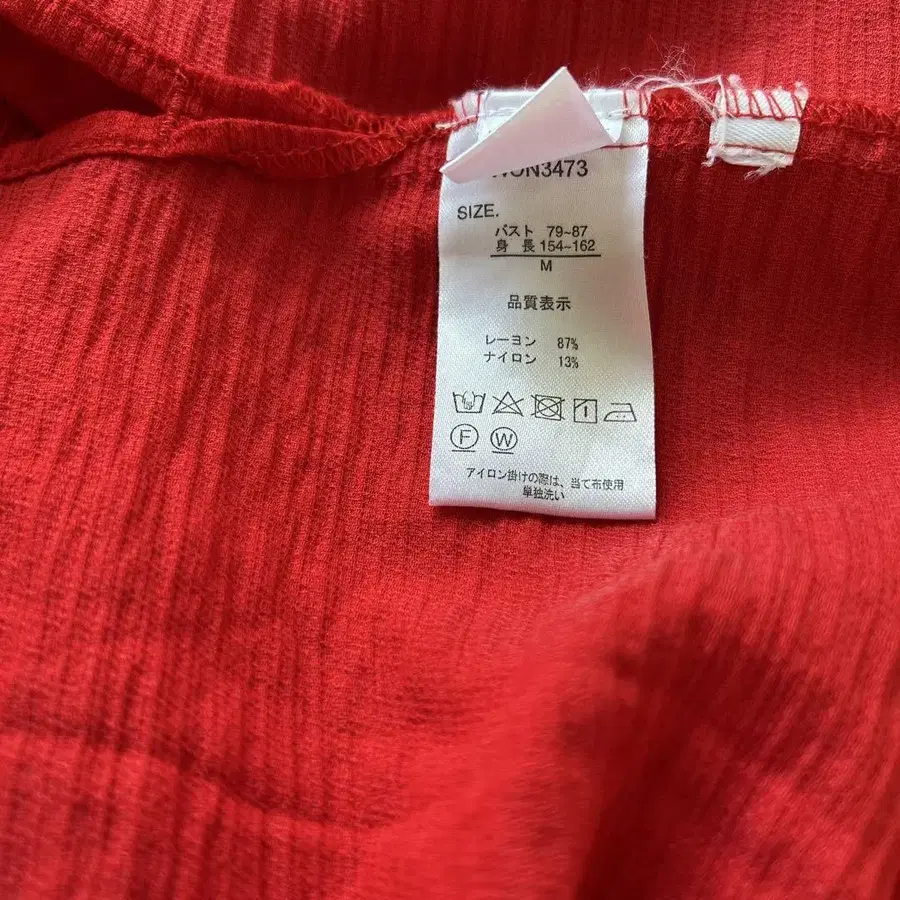 SIZE.
バスト 79~87
身 長 154~162
M
品質表示
レーヨン 87%
ナイロン 13%
F W
アイロン掛けの際は、当て布使用
単独洗い